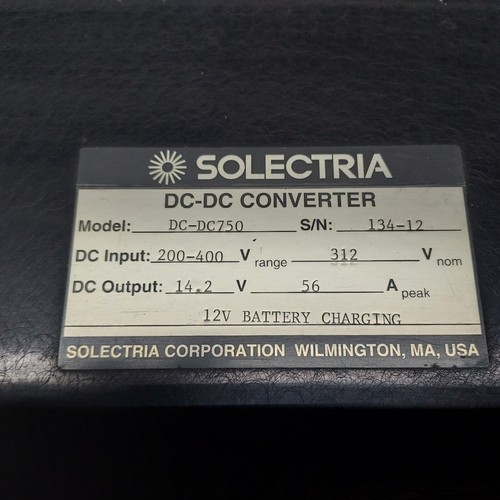 SOLECTRIA
DC-DC CONVERTER
Model: DC-DC750 S/N: 134-12
DC Input: 200-400 V range 312 V nom
DC Output: 14.2 V 56 A peak
12V BATTERY CHARGING
SOLECTRIA CORPORATION WILMINGTON, MA, USA